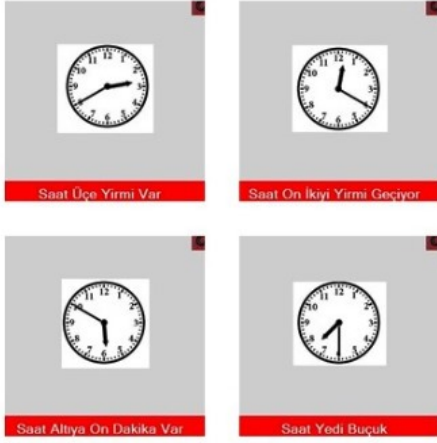 Saat Üçe Yirmi Var
Saat On İkiyi Yirmi Geçiyor
Saat Altıya On Dakika Var
Saat Yedi Buçuk